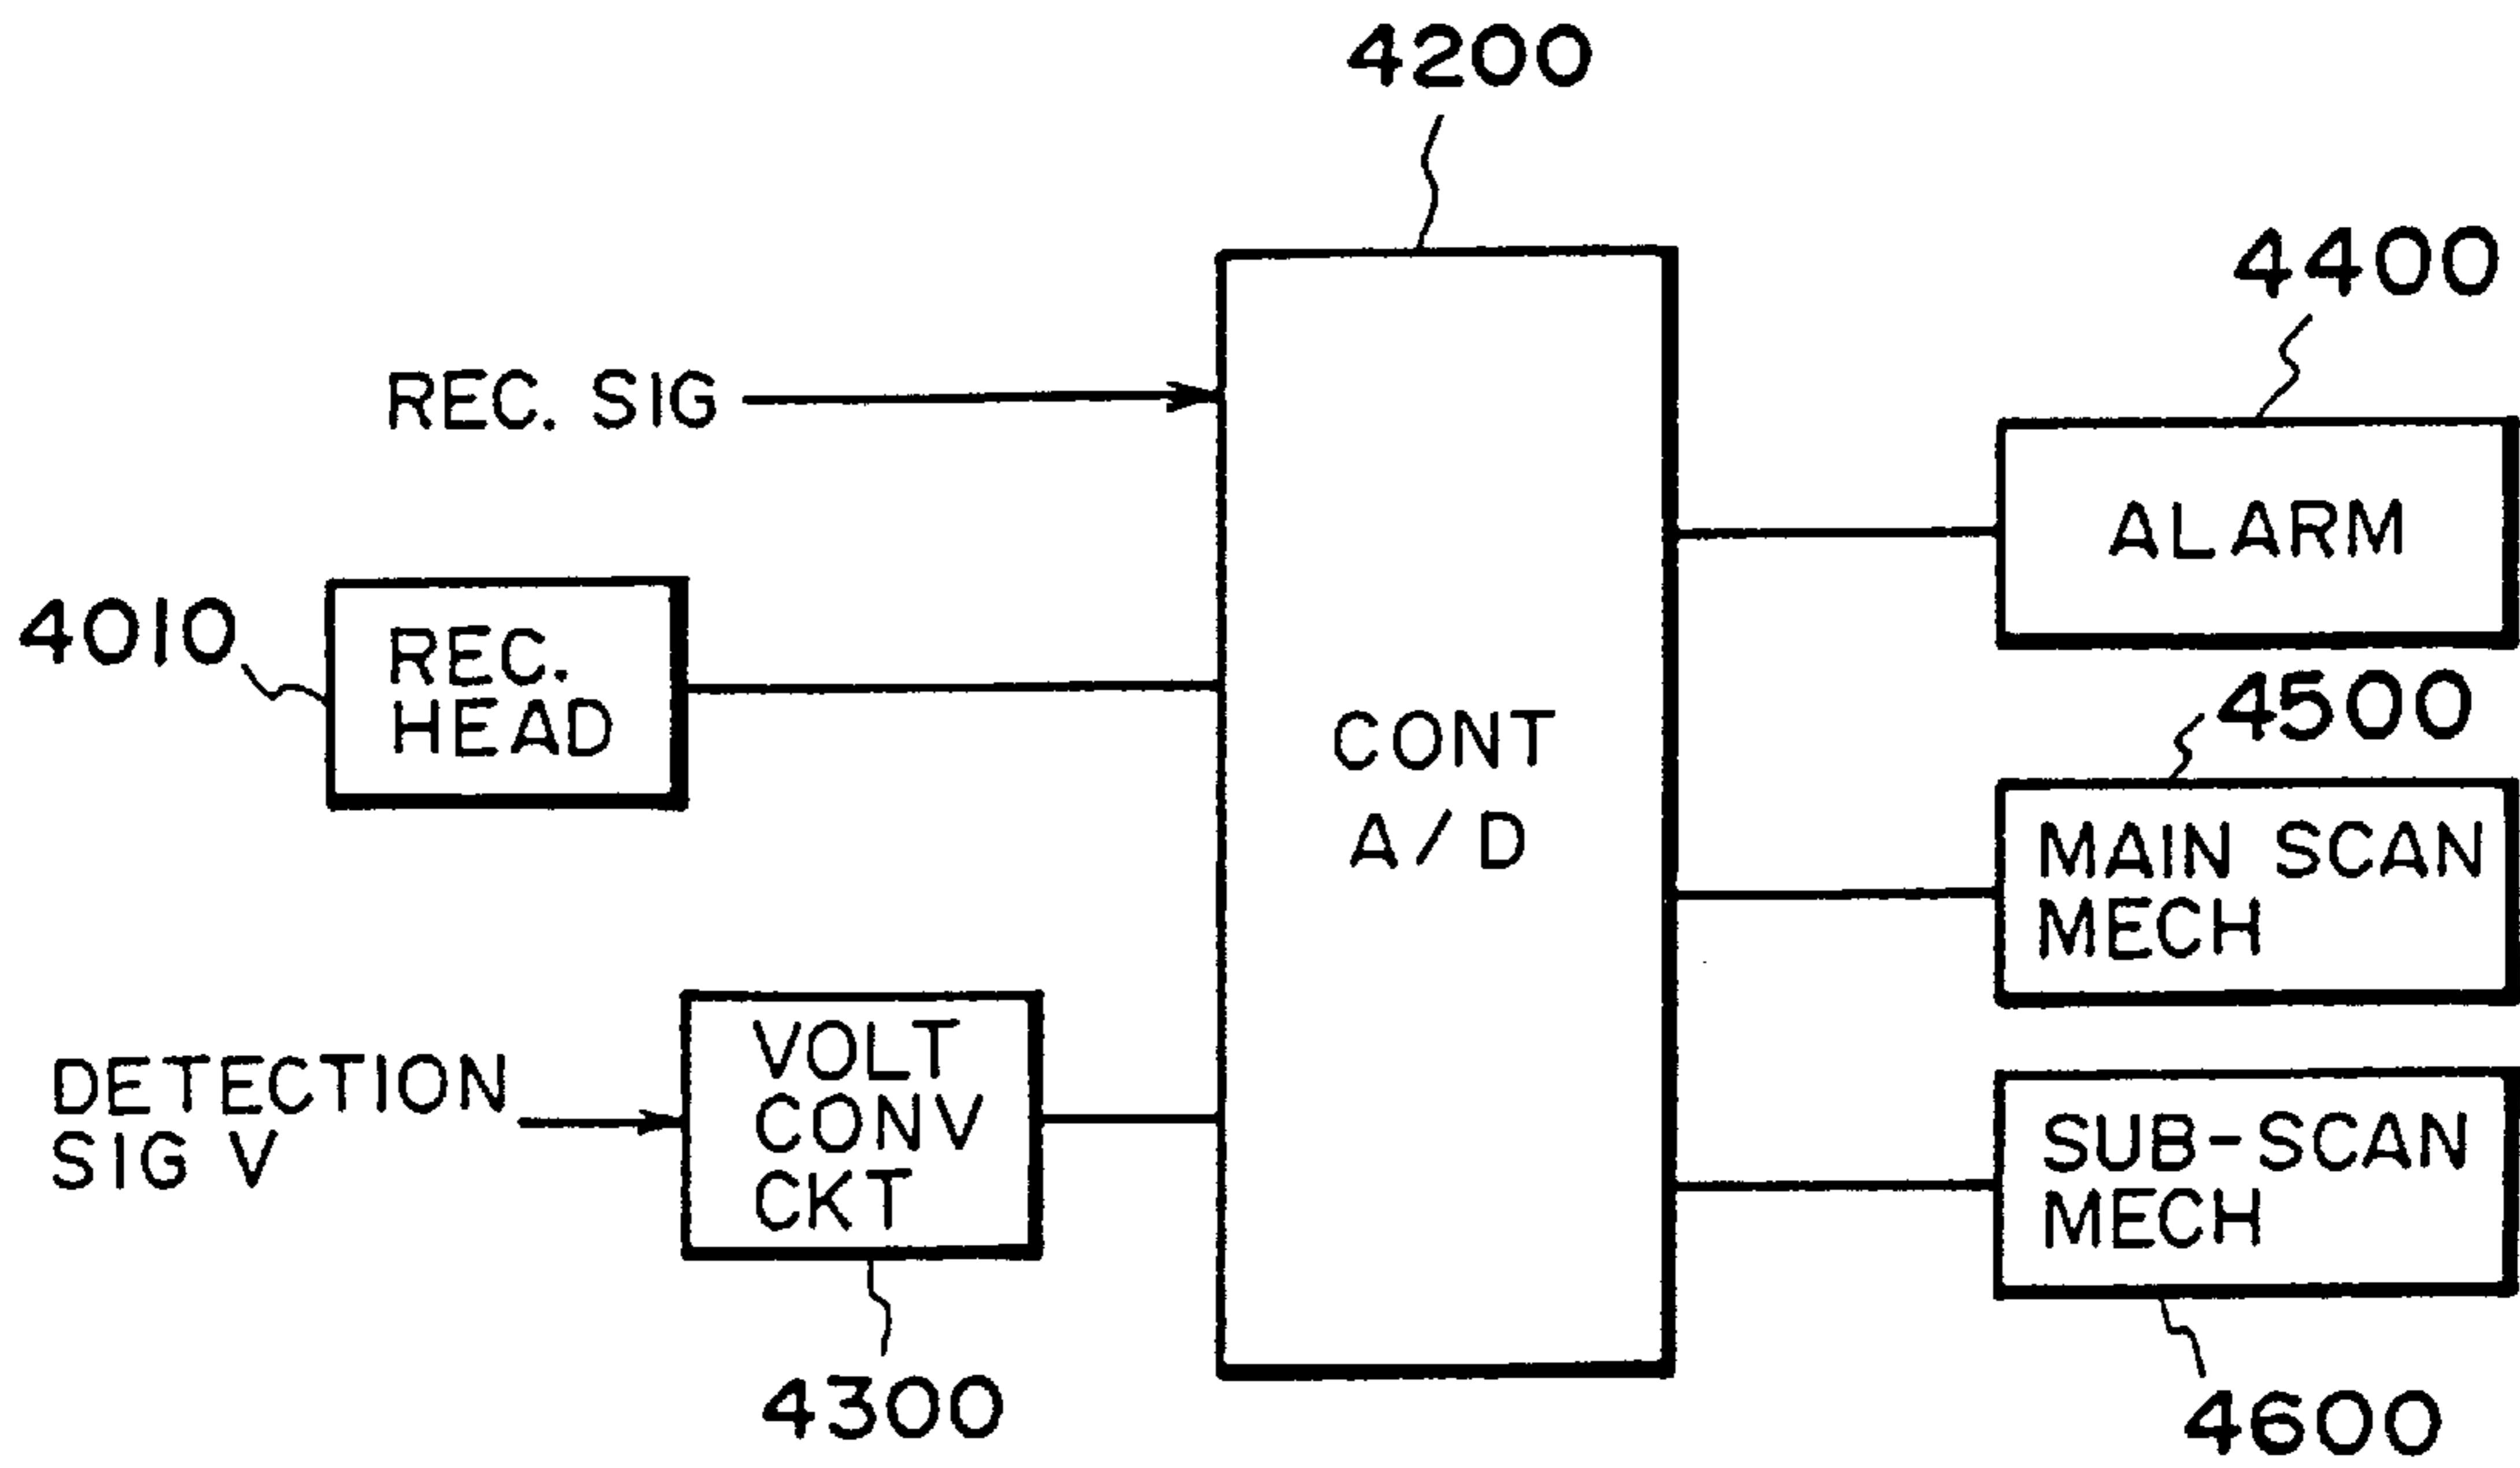 4200
4400
REC. SIG
ALARM
4010
REC.
HEAD
4500
CONT
A/D
MAIN SCAN
MECH
DETECTION
SIG V
VOLT
CONV
CKT
SUB-SCAN
MECH
4300
4600